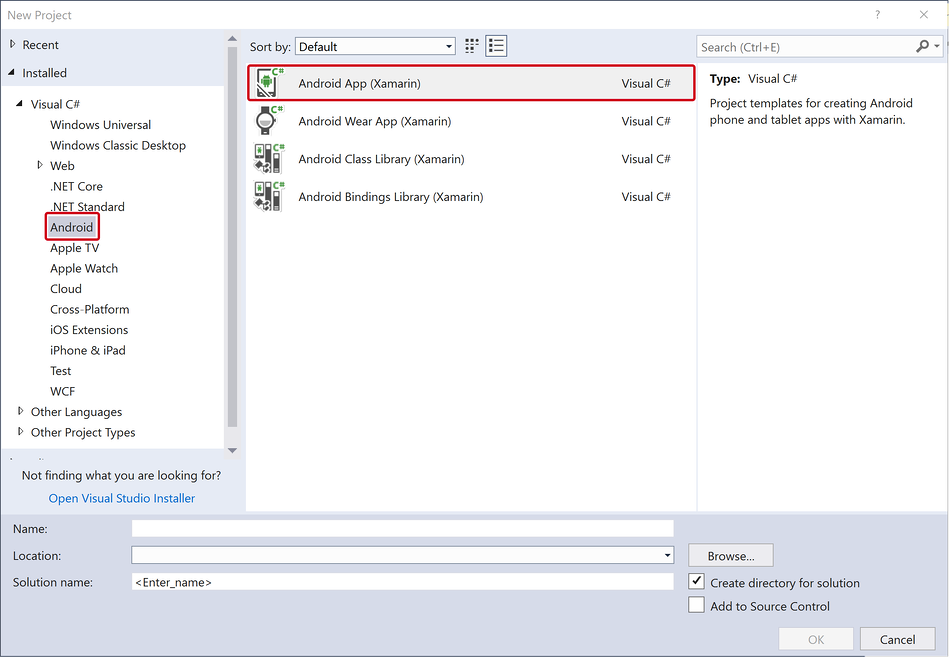 New Project
?
Recent
Installed
Visual C#
Windows Universal
Windows Classic Desktop
Web
.NET Core
.NET Standard
Android
Apple TV
Apple Watch
Cloud
Cross-Platform
iOS Extensions
iPhone & iPad
Test
WCF
Other Languages
Other Project Types
Not finding what you are looking for?
Open Visual Studio Installer
Sort by: Default
C# Android App (Xamarin) Visual C#
C# Android Wear App (Xamarin) Visual C#
C# Android Class Library (Xamarin) Visual C#
C# Android Bindings Library (Xamarin) Visual C#
Search (Ctrl+E)
Type: Visual C#
Project templates for creating Android
phone and tablet apps with Xamarin.
Name:
Location:
Browse...
Solution name: <Enter_name>
Create directory for solution
Add to Source Control
OK Cancel